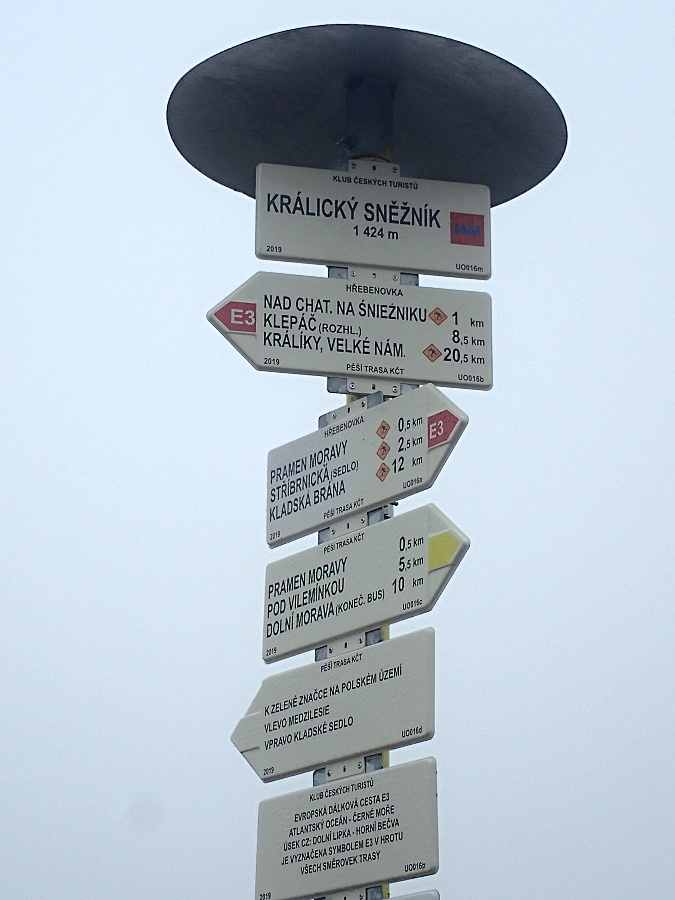 KLUB ČESKÝCH TURISTŮ
KRÁLICKÝ SNĚŽNÍK
1 424 m
2019 UO016m
HŘEBENOVKA
E3
NAD CHAT. NA ŚNIEŻNIKU 1 km
KLEPÁČ (ROZHL.) 8,5 km
KRÁLÍKY, VELKÉ NÁM. 20,5 km
2019 PĚŠÍ TRASA KČT UO016b
HŘEBENOVKA
PRAMEN MORAVY 0,5 km
STŘÍBRNICKÁ (SEDLO) 2,5 km
KLADSKÁ BRÁNA 12 km
E3
2019 PĚŠÍ TRASA KČT UO016a
PĚŠÍ TRASA KČT
PRAMEN MORAVY 0,5 km
POD VILEMÍNKOU 5,5 km
DOLNÍ MORAVA (KONEČ. BUS) 10 km
2019 UO016c
PĚŠÍ TRASA KČT
K ZELENÉ ZNAČCE NA POLSKÉM ÚZEMÍ
VLEVO MEDZILESIE
VPRAVO KLADSKÉ SEDLO
2019 UO016d
KLUB ČESKÝCH TURISTŮ
EVROPSKÁ DÁLKOVÁ CESTA E3
ATLANTSKÝ OCEÁN - ČERNÉ MOŘE
ÚSEK CZ: DOLNÍ LIPKA - HORNÍ BEČVA
JE VYZNAČENA SYMBOLEM E3 V HROTU
VŠECH SMĚROVEK TRASY
2019 UO016p